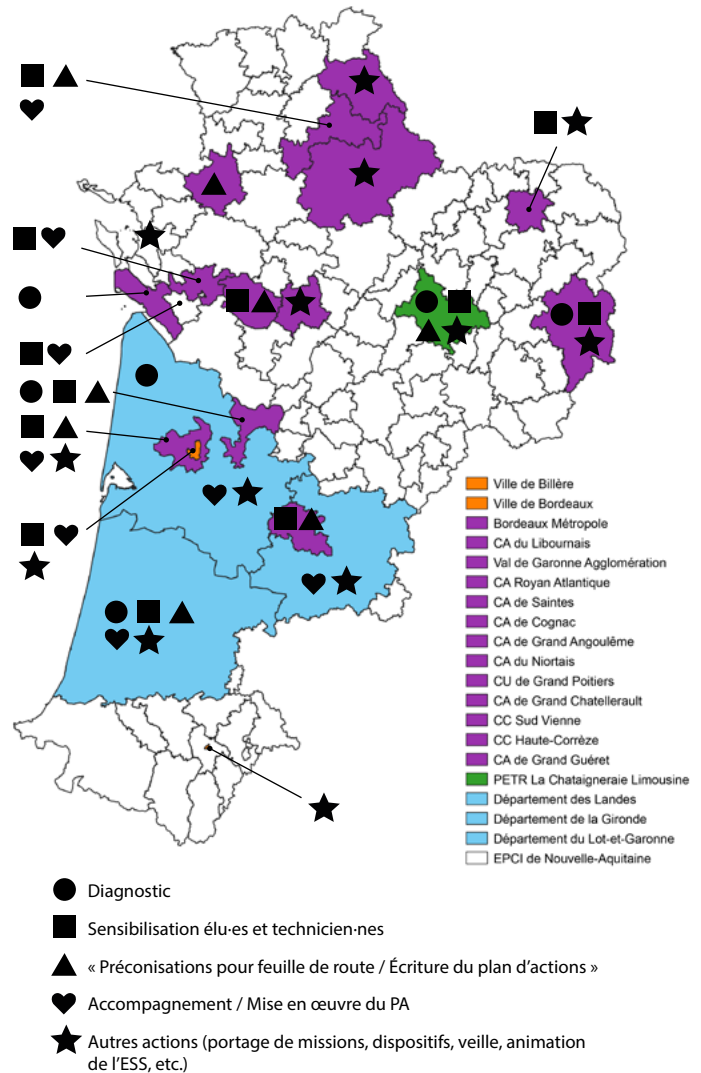 Ville de Billère
Ville de Bordeaux
Bordeaux Métropole
CA du Libournais
Val de Garonne Agglomération
CA Royan Atlantique
CA de Saintes
CA de Cognac
CA de Grand Angoulême
CA du Niortais
CU de Grand Poitiers
CA de Grand Chatellerault
CC Sud Vienne
CC Haute-Corrèze
CA de Grand Guéret
PETR La Chataigneraie Limousine
Département des Landes
Département de la Gironde
Département du Lot-et-Garonne
EPCI de Nouvelle-Aquitaine
Diagnostic
Sensibilisation élu·es et technicien·nes
« Préconisations pour feuille de route / Écriture du plan d’actions »
Accompagnement / Mise en œuvre du PA
Autres actions (portage de missions, dispositifs, veille, animation
de l’ESS, etc.)